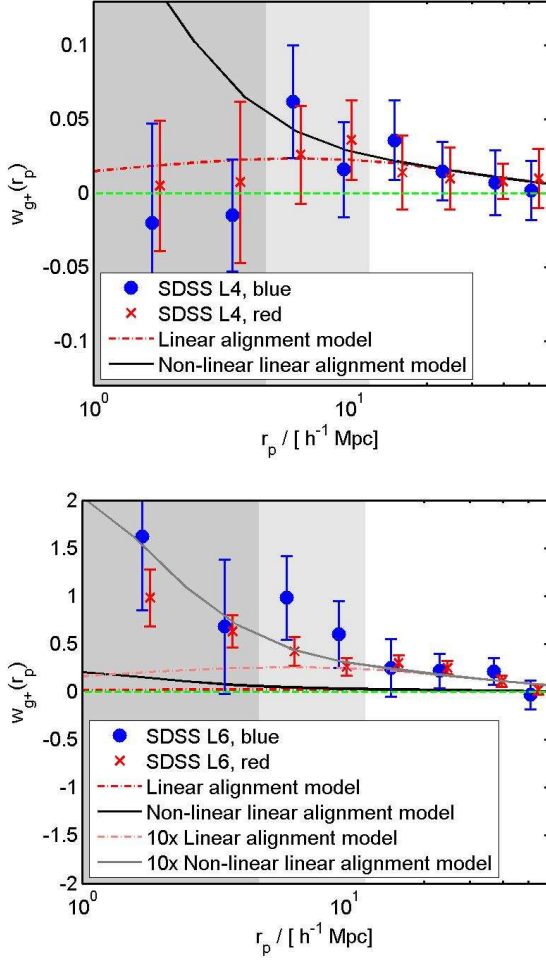 0.1
0.05
0
-0.05
-0.1
w_{g+}(r_p)
SDSS L4, blue
SDSS L4, red
Linear alignment model
Non-linear linear alignment model
10^0
10^1
r_p / [ h^{-1} Mpc]
2
1.5
1
0.5
0
-0.5
-1
-1.5
-2
w_{g+}(r_p)
SDSS L6, blue
SDSS L6, red
Linear alignment model
Non-linear linear alignment model
10x Linear alignment model
10x Non-linear linear alignment model
10^0
10^1
r_p / [ h^{-1} Mpc]